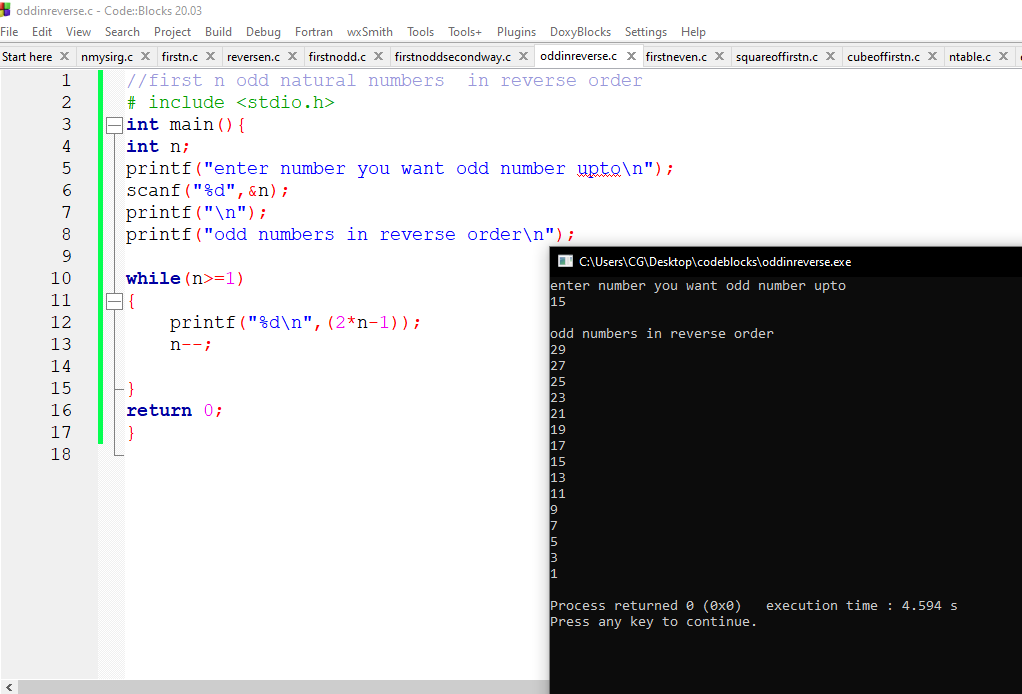 oddinreverse.c - Code::Blocks 20.03
File Edit View Search Project Build Debug Fortran wxSmith Tools Tools+ Plugins DoxyBlocks Settings Help
Start here X nmysirg.c X firstn.c X reversen.c X firstnodd.c X firstnoddsecondway.c X oddinreverse.c X firstneven.c X squareoffirstn.c X cubeoffirstn.c X ntable.c X
1 //first n odd natural numbers  in reverse order
2 # include <stdio.h>
3 int main(){
4 int n;
5 printf("enter number you want odd number upto\n");
6 scanf("%d",&n);
7 printf("\n");
8 printf("odd numbers in reverse order\n");
9
10 while(n>=1)
11 {
12     printf("%d\n",(2*n-1));
13     n--;
14
15 }
16 return 0;
17 }
18
C:\Users\CG\Desktop\codeblocks\oddinreverse.exe
enter number you want odd number upto
15
odd numbers in reverse order
29
27
25
23
21
19
17
15
13
11
9
7
5
3
1
Process returned 0 (0x0)   execution time : 4.594 s
Press any key to continue.